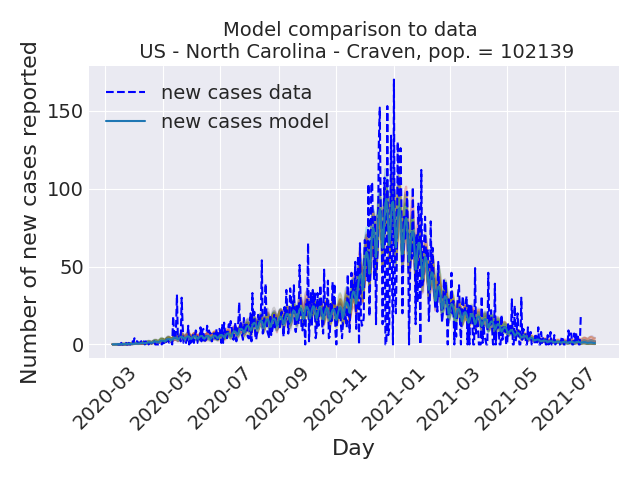 Model comparison to data
US - North Carolina - Craven, pop. = 102139
Number of new cases reported
new cases data
new cases model
150
100
50
0
2020-03
2020-05
2020-07
2020-09
2020-11
2021-01
2021-03
2021-05
2021-07
Day